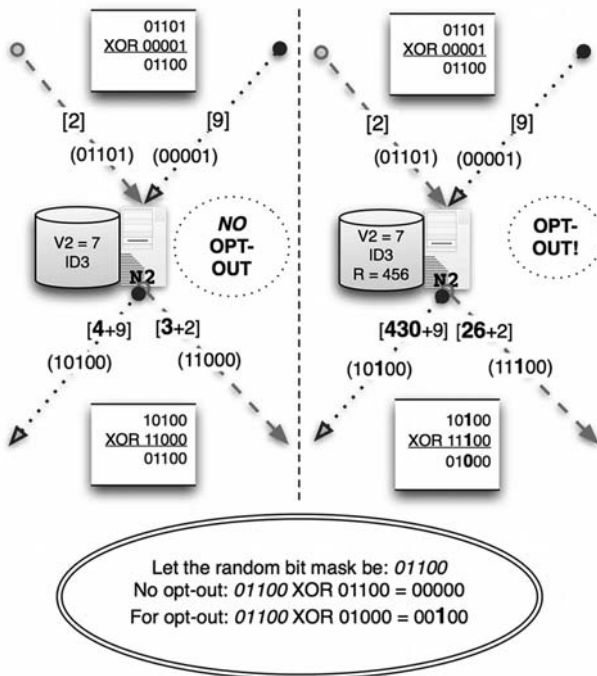 01101
XOR 00001
01100
[2]
[9]
(01101)
(00001)
V2 = 7
ID3
N2
NO
OPT-
OUT
[4+9]
[3+2]
(10100)
(11000)
10100
XOR 11000
01100
01101
XOR 00001
01100
[2]
[9]
(01101)
(00001)
V2 = 7
ID3
R = 456
N2
OPT-
OUT!
[430+9]
[26+2]
(10100)
(11100)
10100
XOR 11100
01000
Let the random bit mask be: 01100
No opt-out: 01100 XOR 01100 = 00000
For opt-out: 01100 XOR 01000 = 00100